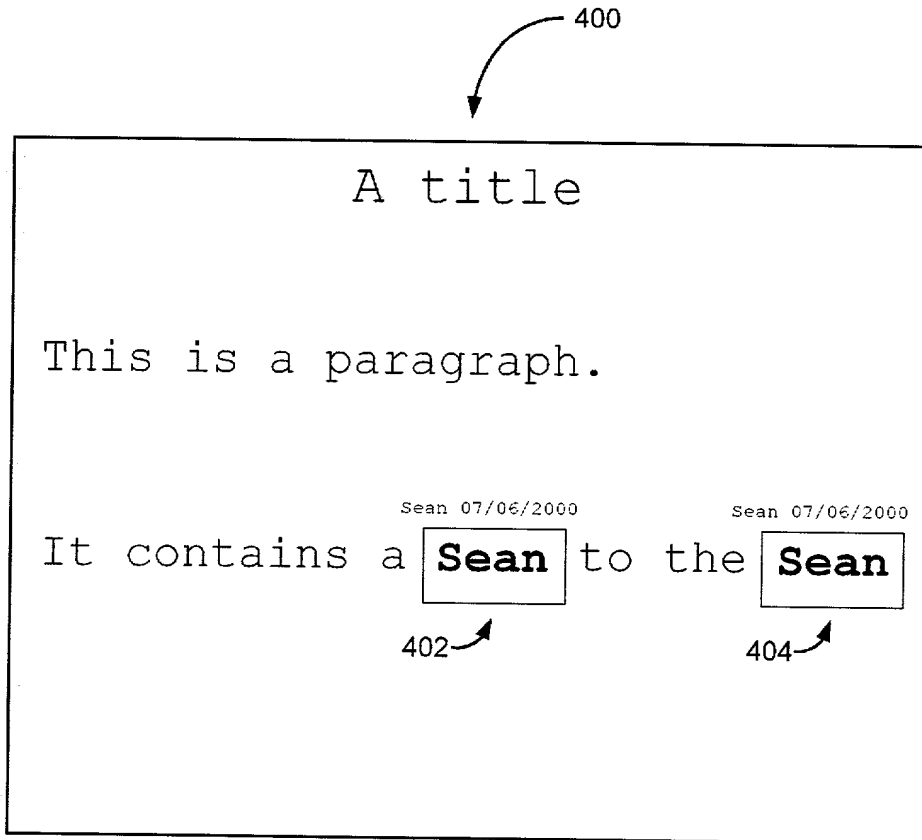 400
A title
This is a paragraph.
Sean 07/06/2000 Sean 07/06/2000
It contains a Sean to the Sean
402 404